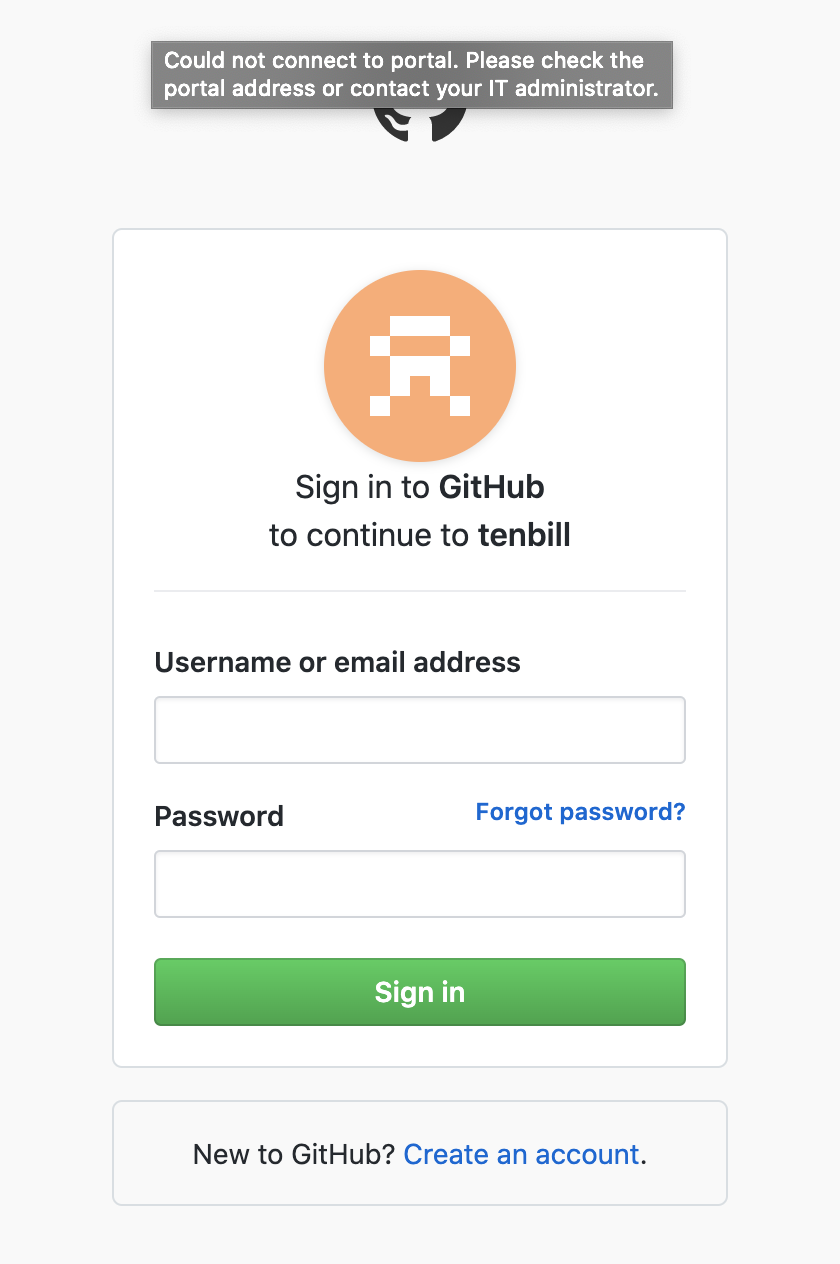 Could not connect to portal. Please check the
portal address or contact your IT administrator.
Sign in to GitHub
to continue to tenbill
Username or email address
Password
Forgot password?
Sign in
New to GitHub? Create an account.